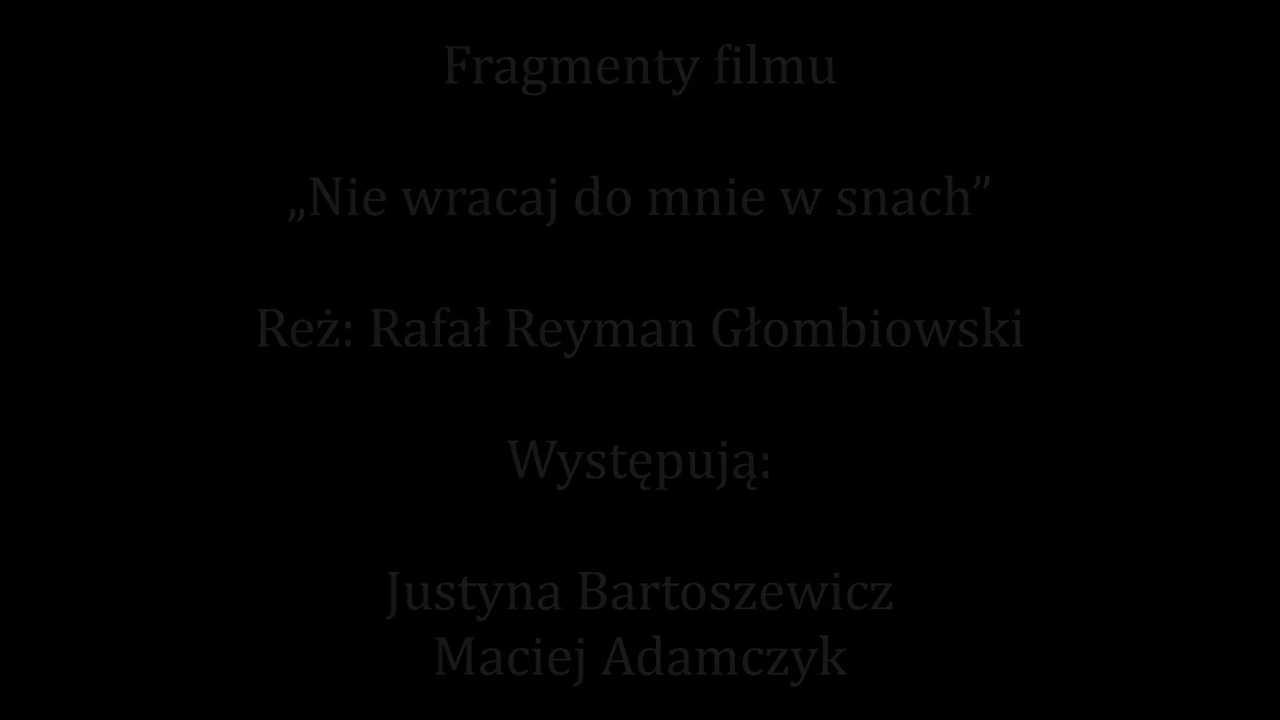 Fragmenty filmu
„Nie wracaj do mnie w snach”
Reż: Rafał Reyman Głombiowski
Występują:
Justyna Bartoszewicz
Maciej Adamczyk